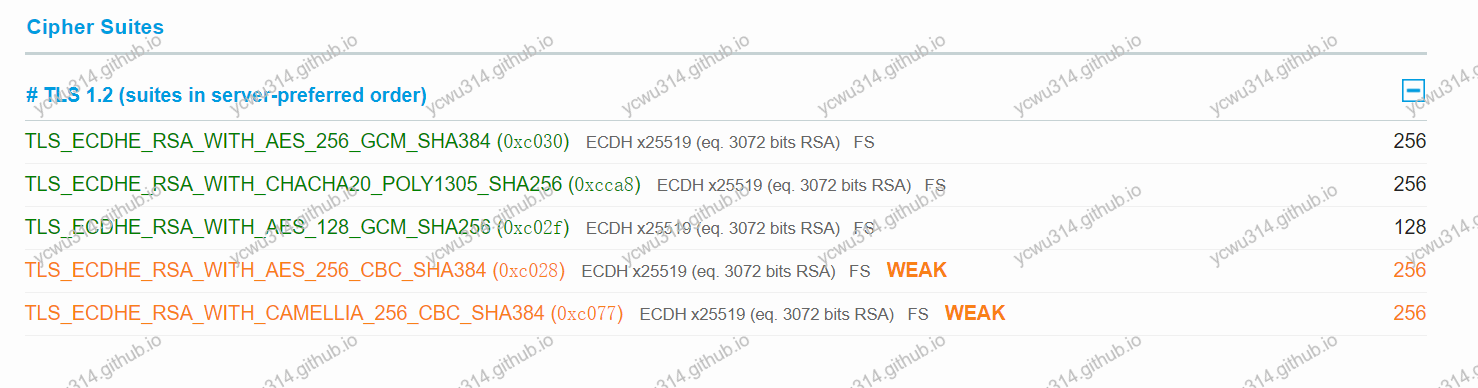 Cipher Suites
# TLS 1.2 (suites in server-preferred order)
TLS_ECDHE_RSA_WITH_AES_256_GCM_SHA384 (0xc030) ECDH x25519 (eq. 3072 bits RSA) FS 256
TLS_ECDHE_RSA_WITH_CHACHA20_POLY1305_SHA256 (0xcca8) ECDH x25519 (eq. 3072 bits RSA) FS 256
TLS_ECDHE_RSA_WITH_AES_128_GCM_SHA256 (0xc02f) ECDH x25519 (eq. 3072 bits RSA) FS 128
TLS_ECDHE_RSA_WITH_AES_256_CBC_SHA384 (0xc028) ECDH x25519 (eq. 3072 bits RSA) FS WEAK 256
TLS_ECDHE_RSA_WITH_CAMELLIA_256_CBC_SHA384 (0xc077) ECDH x25519 (eq. 3072 bits RSA) FS WEAK 256
ycwu314.github.io